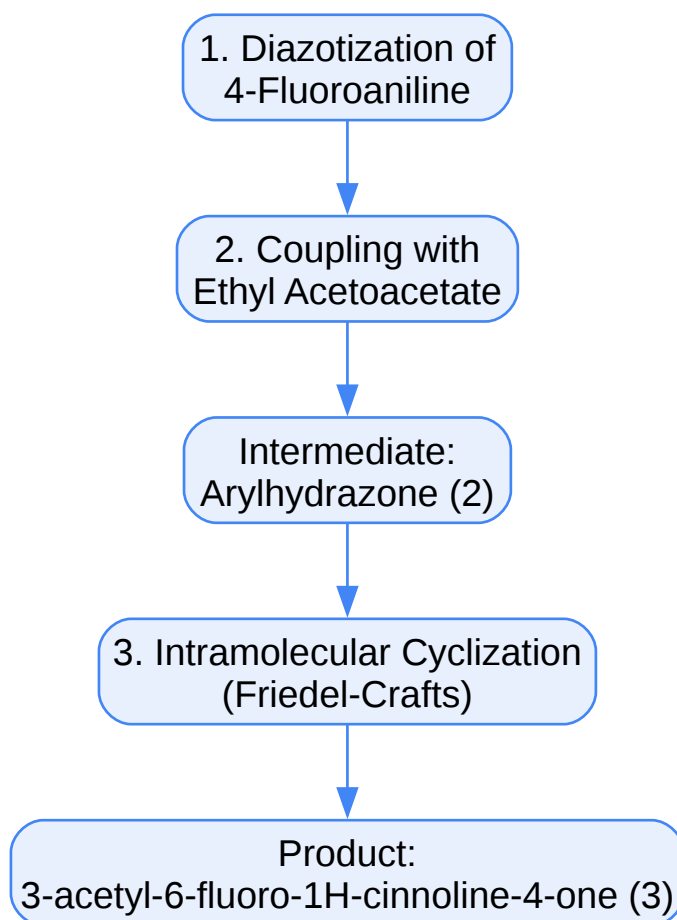 1. Diazotization of
4-Fluoroaniline
2. Coupling with
Ethyl Acetoacetate
Intermediate:
Arylhydrazone (2)
3. Intramolecular Cyclization
(Friedel-Crafts)
Product:
3-acetyl-6-fluoro-1H-cinnoline-4-one (3)